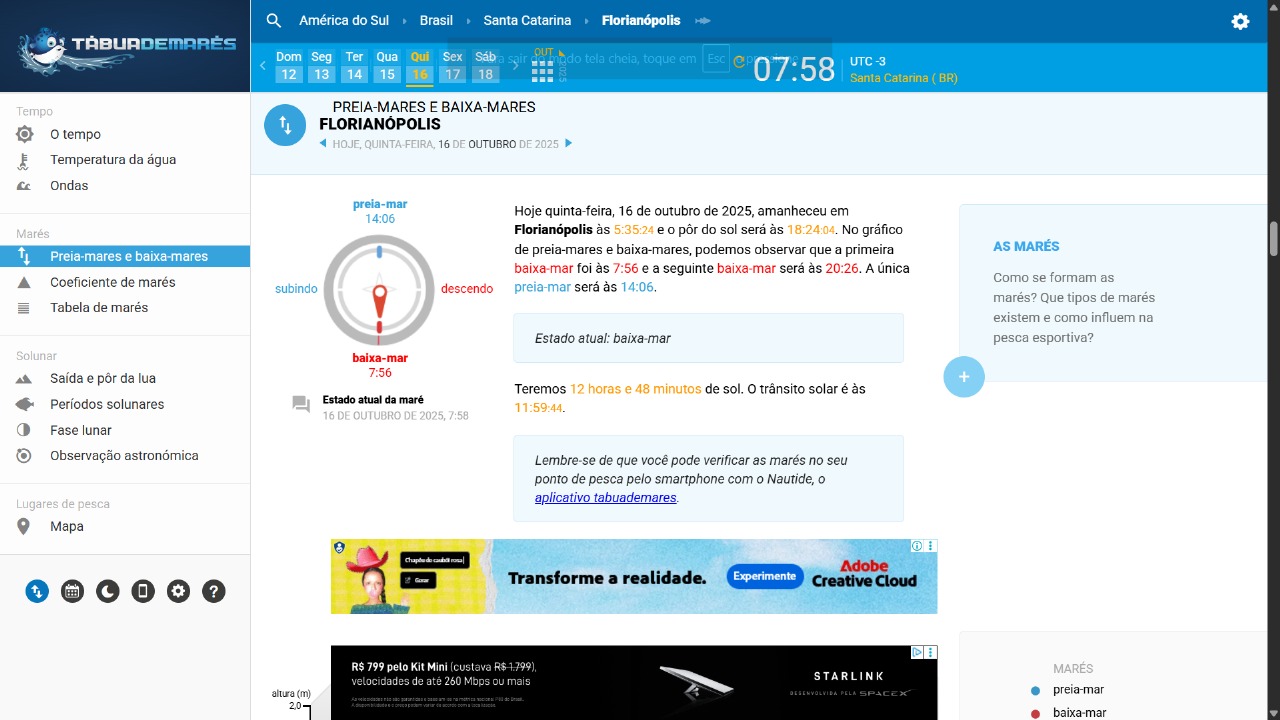 TÁBUADEMARÉS
América do Sul
Brasil
Santa Catarina
Florianópolis
Dom Seg Ter Qua Qui Sex Sáb
12 13 14 15 16 17 18
OUT
2025
Para sair do modo tela cheia, toque em Esc
07:58
UTC -3
Santa Catarina ( BR)
PREIA-MARES E BAIXA-MARES
FLORIANÓPOLIS
HOJE, QUINTA-FEIRA, 16 DE OUTUBRO DE 2025
Tempo
O tempo
Temperatura da água
Ondas
Marés
Preia-mares e baixa-mares
Coeficiente de marés
Tabela de marés
Solunar
Saída e pôr da lua
Períodos solunares
Fase lunar
Observação astronómica
Lugares de pesca
Mapa
preia-mar
14:06
subindo
descendo
baixa-mar
7:56
Estado atual da maré
16 DE OUTUBRO DE 2025, 7:58
Hoje quinta-feira, 16 de outubro de 2025, amanheceu em
Florianópolis às 5:35:24 e o pôr do sol será às 18:24:04. No gráfico
de preia-mares e baixa-mares, podemos observar que a primeira
baixa-mar foi às 7:56 e a seguinte baixa-mar será às 20:26. A única
preia-mar será às 14:06.
Estado atual: baixa-mar
Teremos 12 horas e 48 minutos de sol. O trânsito solar é às
11:59:44.
Lembre-se de que você pode verificar as marés no seu
ponto de pesca pelo smartphone com o Nautide, o
aplicativo tabuademares.
AS MARÉS
Como se formam as
marés? Que tipos de marés
existem e como influem na
pesca esportiva?
Chapéu de caubói rosa
Gerar
Transforme a realidade.
Experimente
Adobe
Creative Cloud
R$ 799 pelo Kit Mini (custava R$ 1.799),
velocidades de até 260 Mbps ou mais
STARLINK
DESENVOLVIDA PELA SPACEX
altura (m)
2,0
MARÉS
preia-mar
baixa-mar